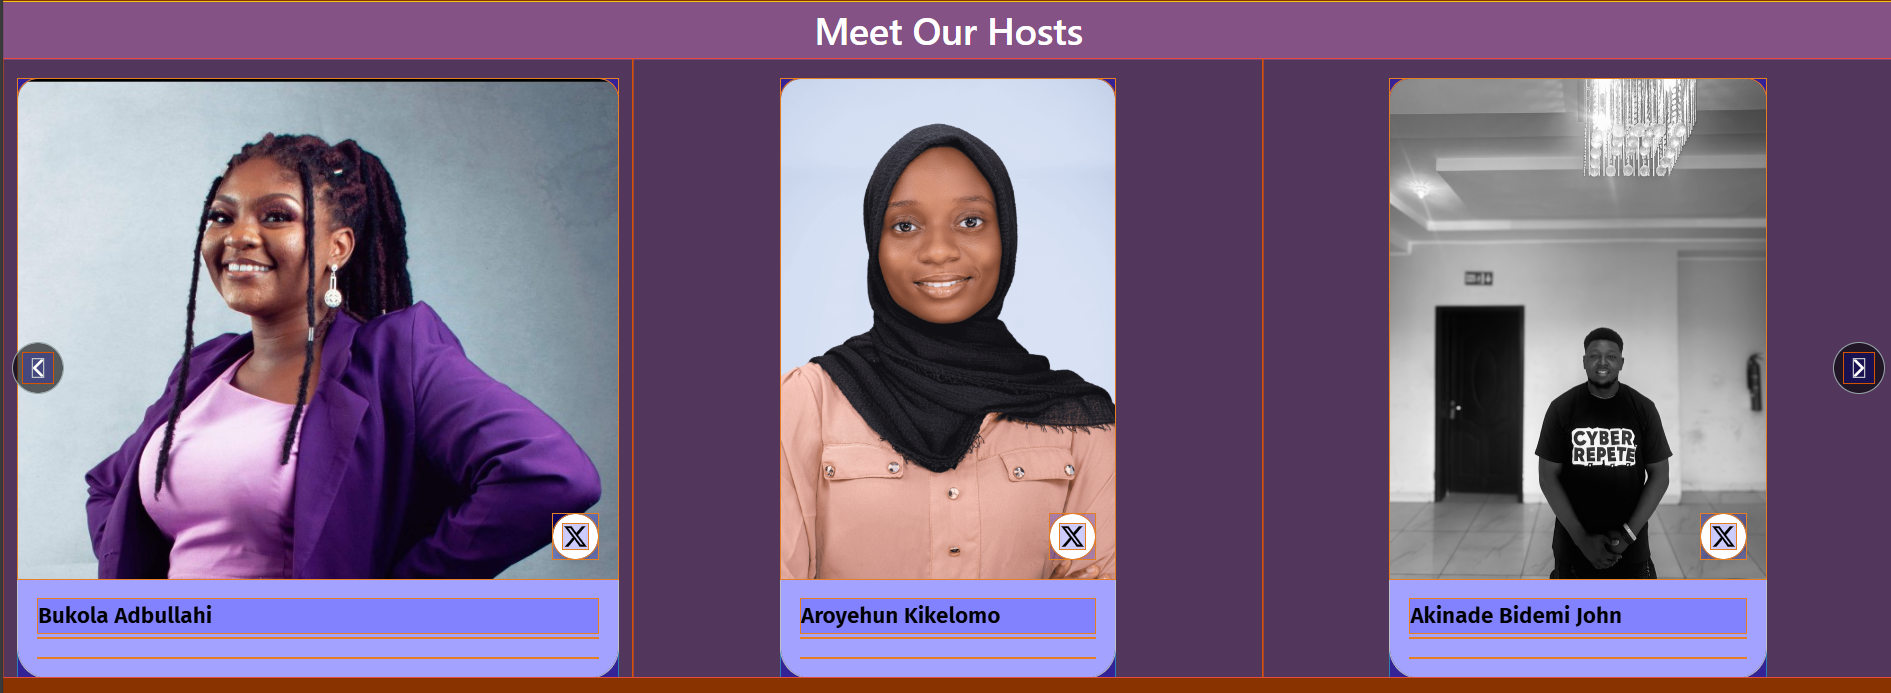 Meet Our Hosts
CYBER
REPETE
Bukola Adbullahi
Aroyehun Kikelomo
Akinade Bidemi John